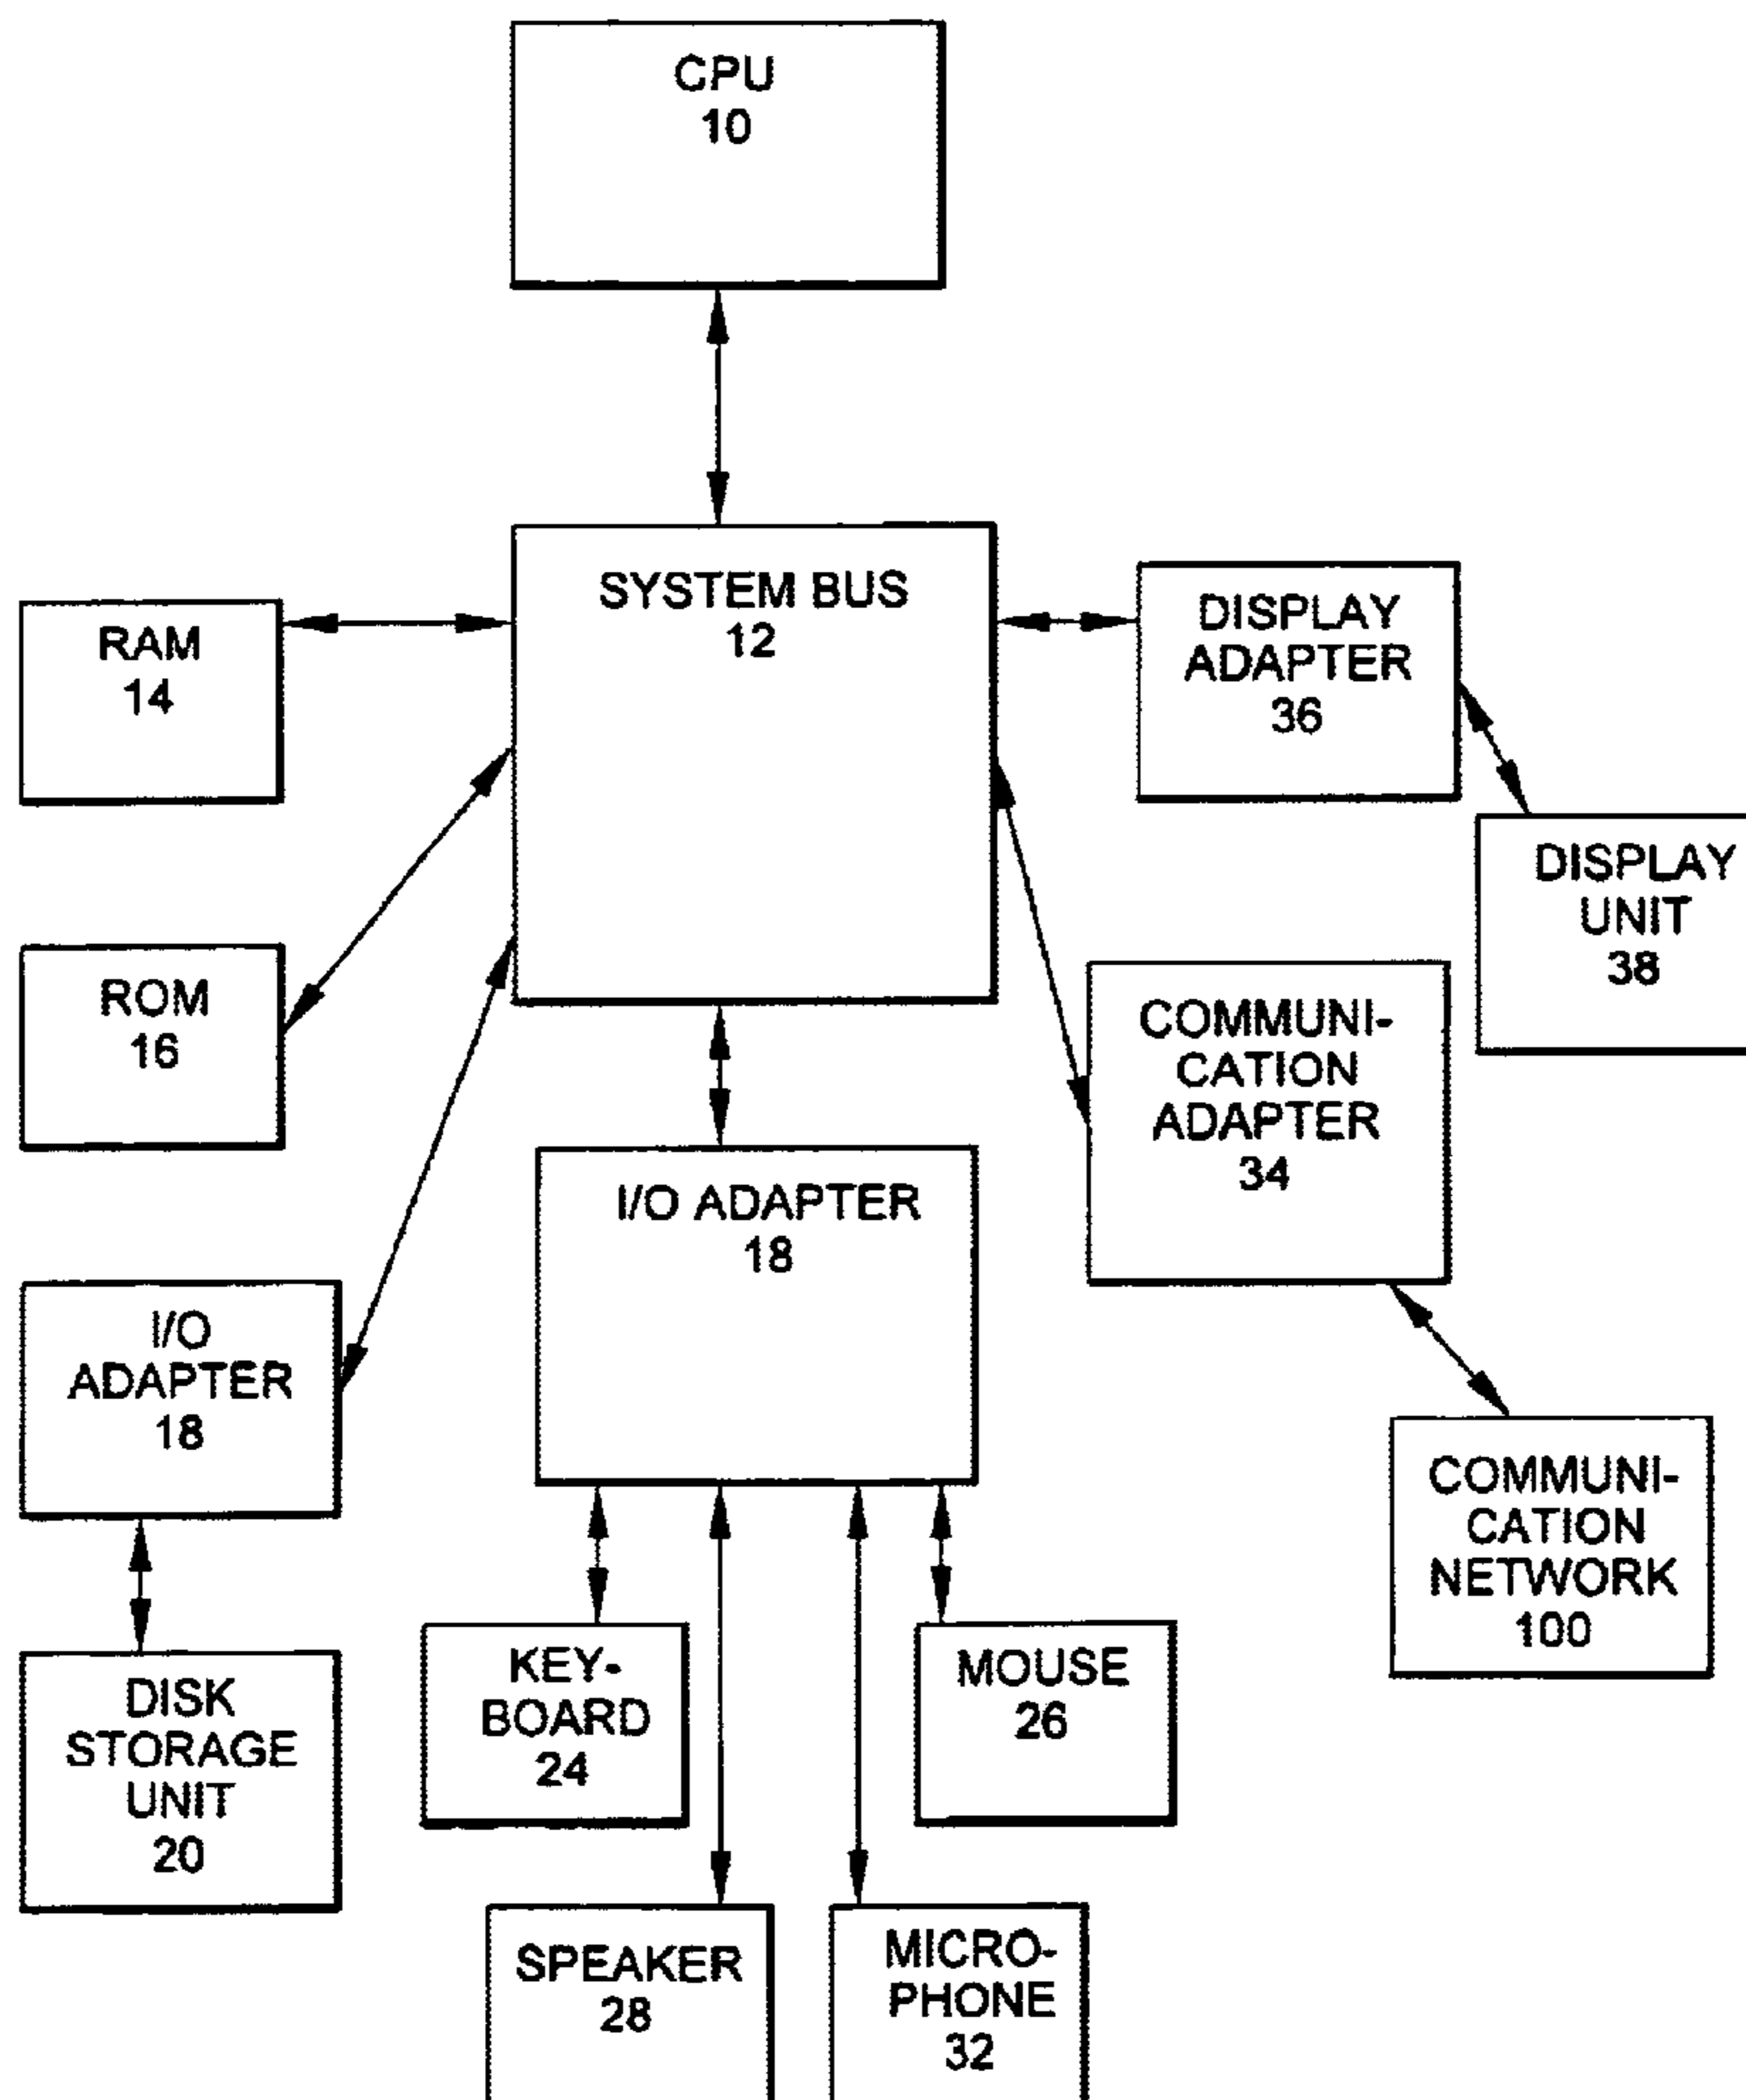 CPU
10
SYSTEM BUS
12
RAM
14
DISPLAY
ADAPTER
36
DISPLAY
UNIT
38
ROM
16
COMMUNI-
CATION
ADAPTER
34
I/O ADAPTER
18
I/O
ADAPTER
18
COMMUNI-
CATION
NETWORK
100
DISK
STORAGE
UNIT
20
KEY-
BOARD
24
MOUSE
26
SPEAKER
28
MICRO-
PHONE
32